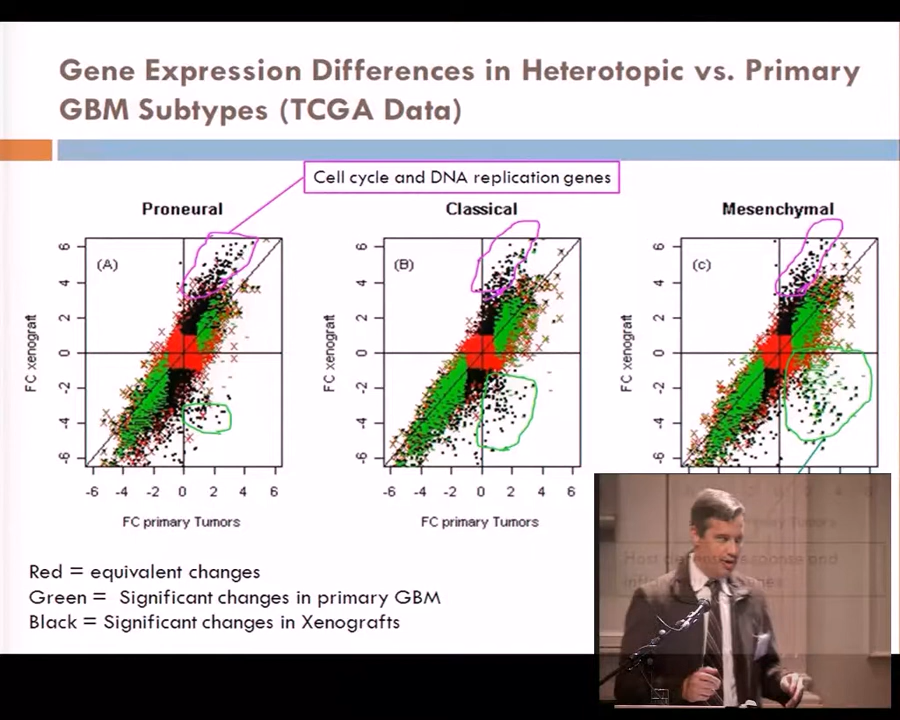 Gene Expression Differences in Heterotopic vs. Primary
GBM Subtypes (TCGA Data)
Cell cycle and DNA replication genes
Proneural
Classical
Mesenchymal
(A)
(B)
(c)
6
4
2
0
-2
-4
-6
6
4
2
0
-2
-4
-6
6
4
2
0
-2
-4
-6
FC xenograft
FC xenograft
FC xenograft
-6 -4 -2 0 2 4 6
-6 -4 -2 0 2 4 6
FC primary Tumors
FC primary Tumors
Red = equivalent changes
Green = Significant changes in primary GBM
Black = Significant changes in Xenografts